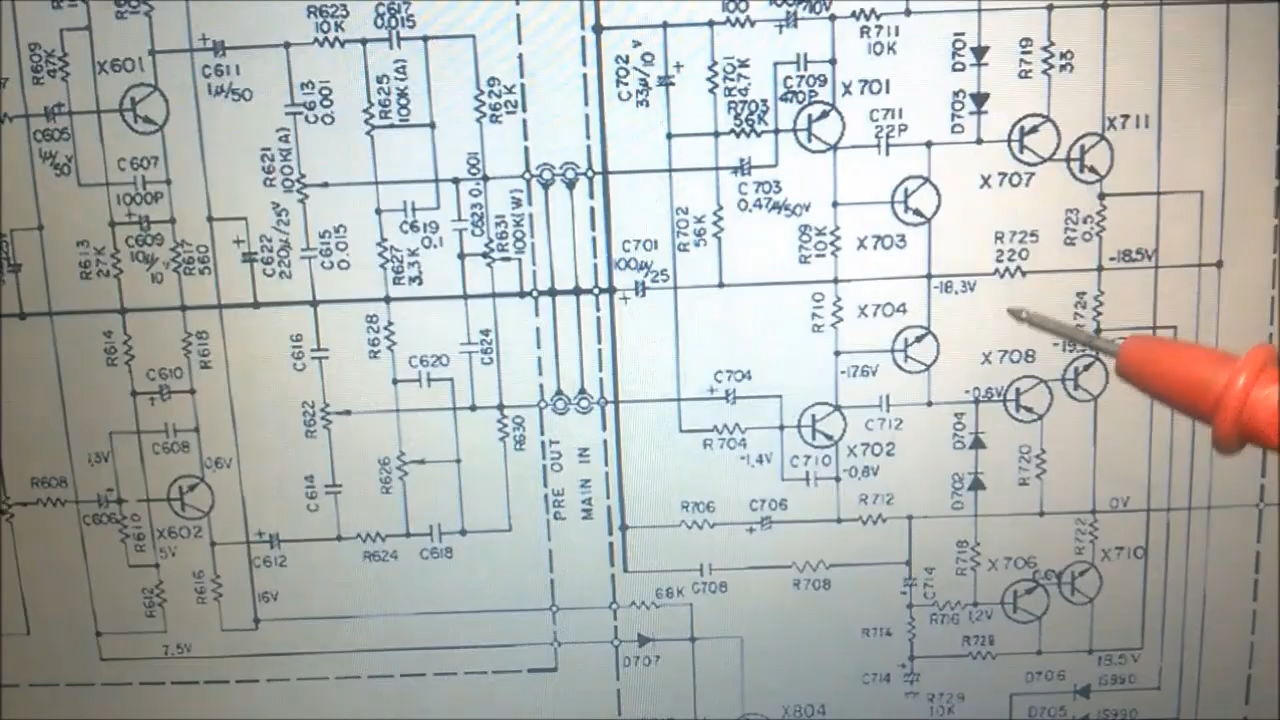 R609
47K
X601
C605
C607
1000P
C609
10μ/10
R613
27K
R617
560
C611
1μ/50
R623
10K
C617
0.015
C613
0.001
R625
100K(A)
R629
12K
R621
100K(A)
C622
220μ/25V
C615
0.015
C619
0.1
R627
3.3K
C623 0.001
R631
100K(W)
R614
R618
C610
C608
13V
0.6V
R608
C606
R610
X602
5V
R612
R616
16V
7.5V
C612
C616
R622
C614
R628
C620
C624
R626
R630
R624
C618
PRE OUT
MAIN IN
100
R711
10K
C702
33μ/10V
R701
4.7K
R703
56K
C709
470P
X701
C711
22P
D701
D703
R719
33
X711
X707
C703
0.47μ/50V
R702
56K
C701
100μ/25
R709
10K
X703
R725
220
R723
0.5
-18.5V
-18.3V
R710
X704
R724
-17.6V
X708
-0.6V
C704
R704
-1.4V
C710
X702
-0.8V
C712
D704
D702
R720
R706
C706
R712
0V
C708
R708
C714
R718
X706
R722
X710
R716
1.2V
R714
R728
18.5V
C714
R729
10K
D706
1S990
D705
1S990
68K
D707
X804